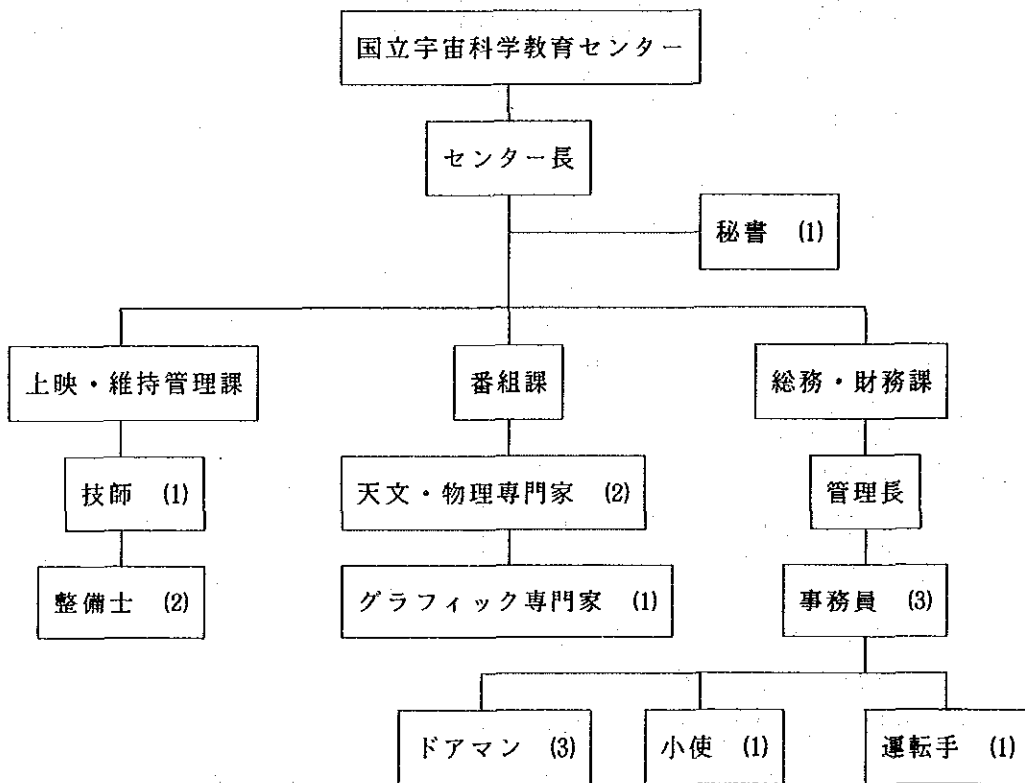 国立宇宙科学教育センター
センター長
秘書 (1)
上映・維持管理課
番組課
総務・財務課
技師 (1)
天文・物理専門家 (2)
管理長
整備士 (2)
グラフィック専門家 (1)
事務員 (3)
ドアマン (3)
小使 (1)
運転手 (1)